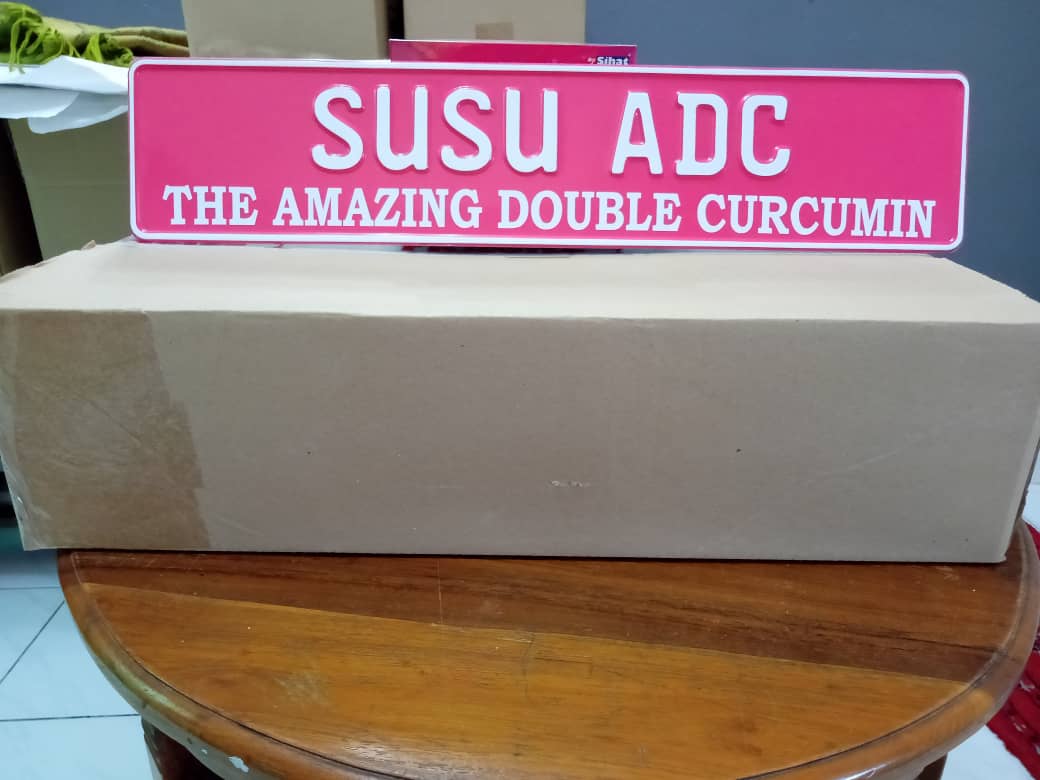 Sihat
SUSU ADC
THE AMAZING DOUBLE CURCUMIN